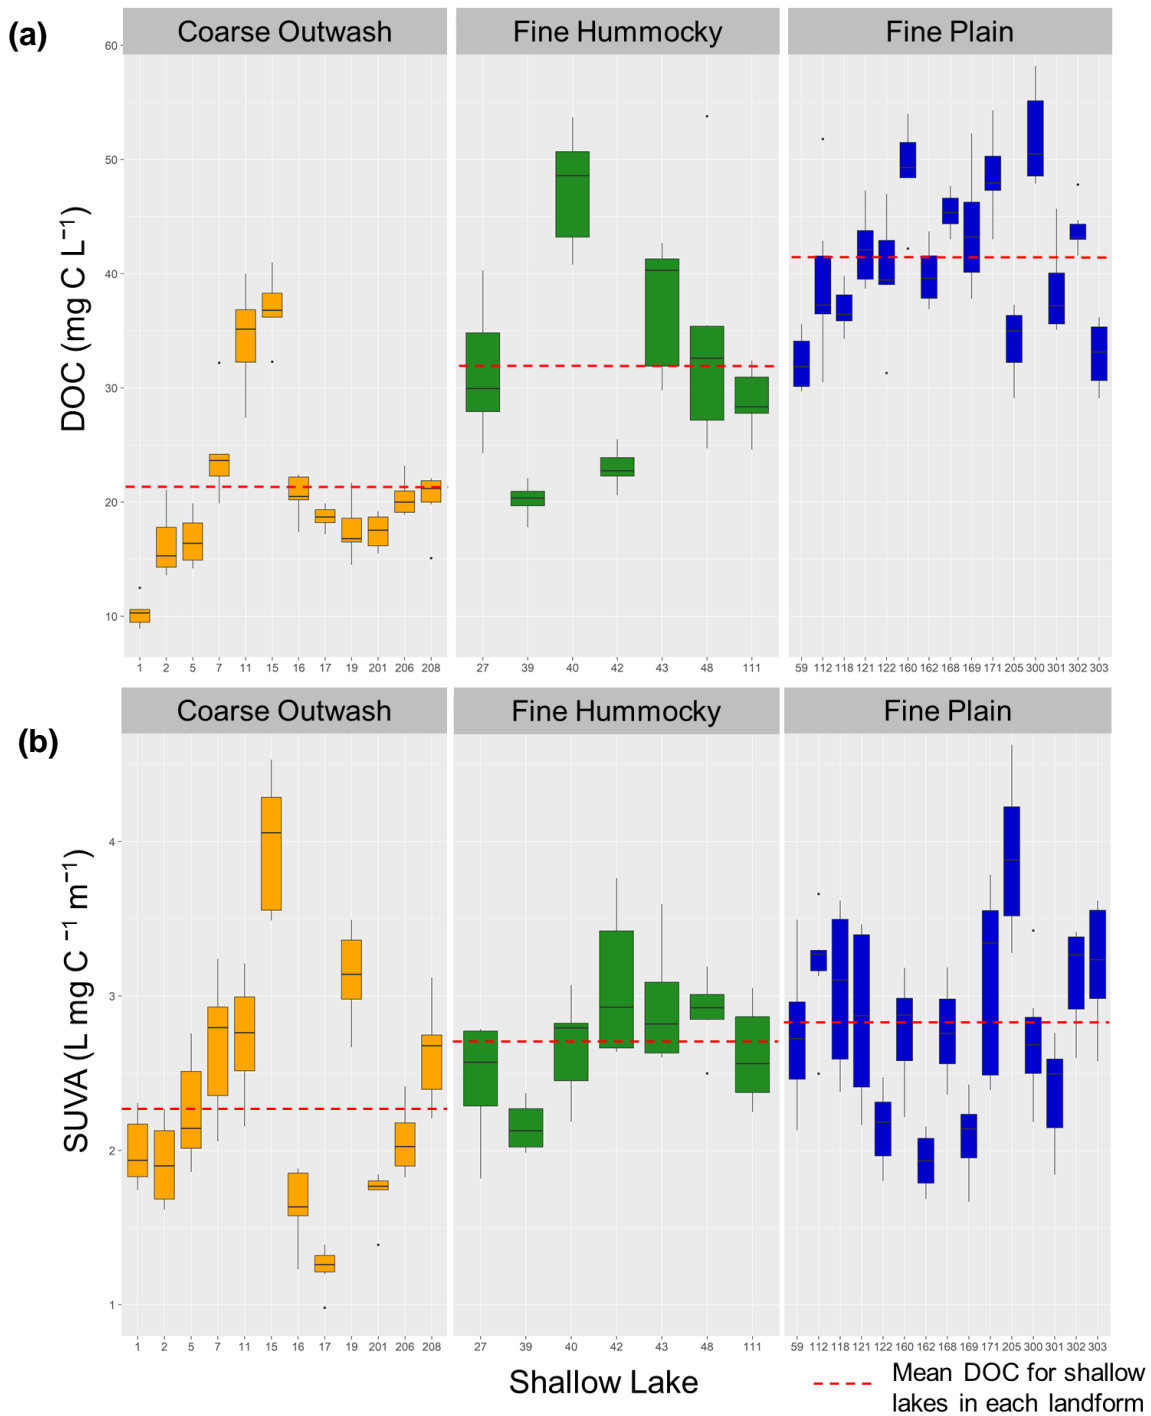 (a)
Coarse Outwash Fine Hummocky Fine Plain
60
50
40
30
20
10
DOC (mg C L⁻¹)
1 2 5 7 11 15 16 17 19 201 206 208 27 39 40 42 43 48 111 59 112 118 121 122 160 162 168 169 171 205 300 301 302 303
(b)
Coarse Outwash Fine Hummocky Fine Plain
4
3
2
1
SUVA (L mg C ⁻¹ m⁻¹)
1 2 5 7 11 15 16 17 19 201 206 208 27 39 40 42 43 48 111 59 112 118 121 122 160 162 168 169 171 205 300 301 302 303
Shallow Lake
Mean DOC for shallow
lakes in each landform